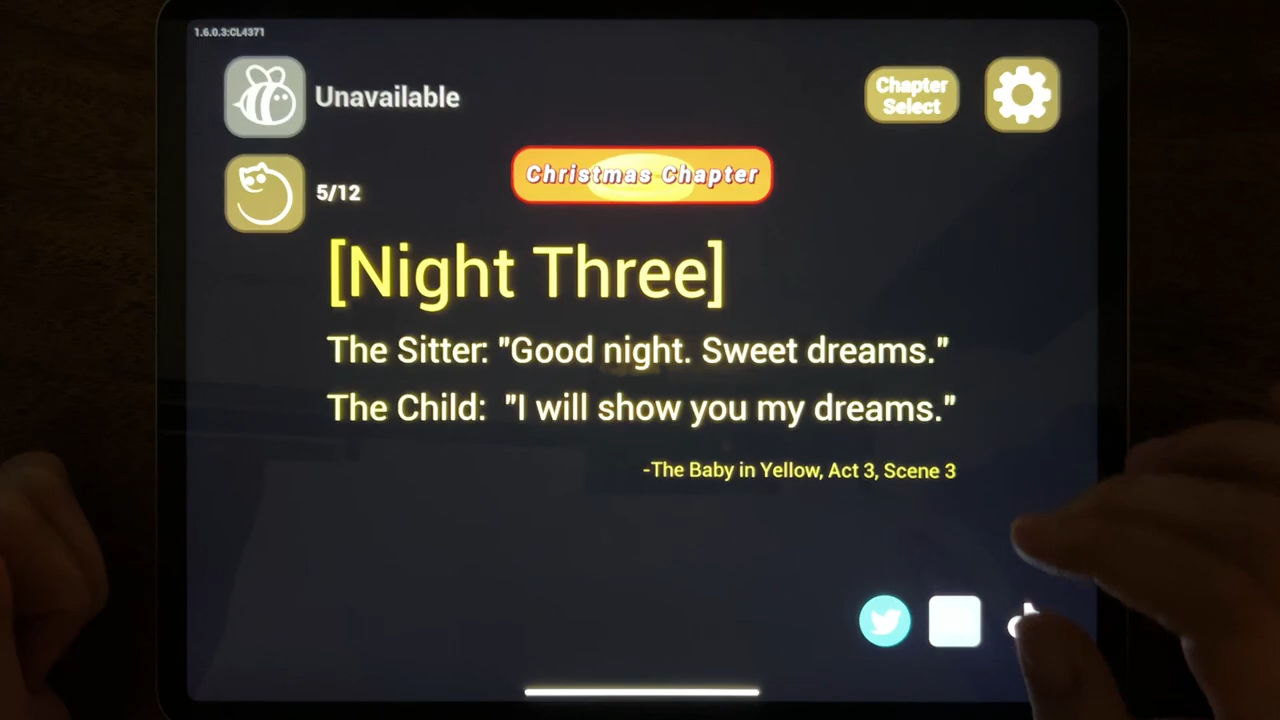 1.6.0.3:CL4371
Unavailable
Chapter
Select
Christmas Chapter
5/12
[Night Three]
The Sitter: "Good night. Sweet dreams."
The Child: "I will show you my dreams."
-The Baby in Yellow, Act 3, Scene 3